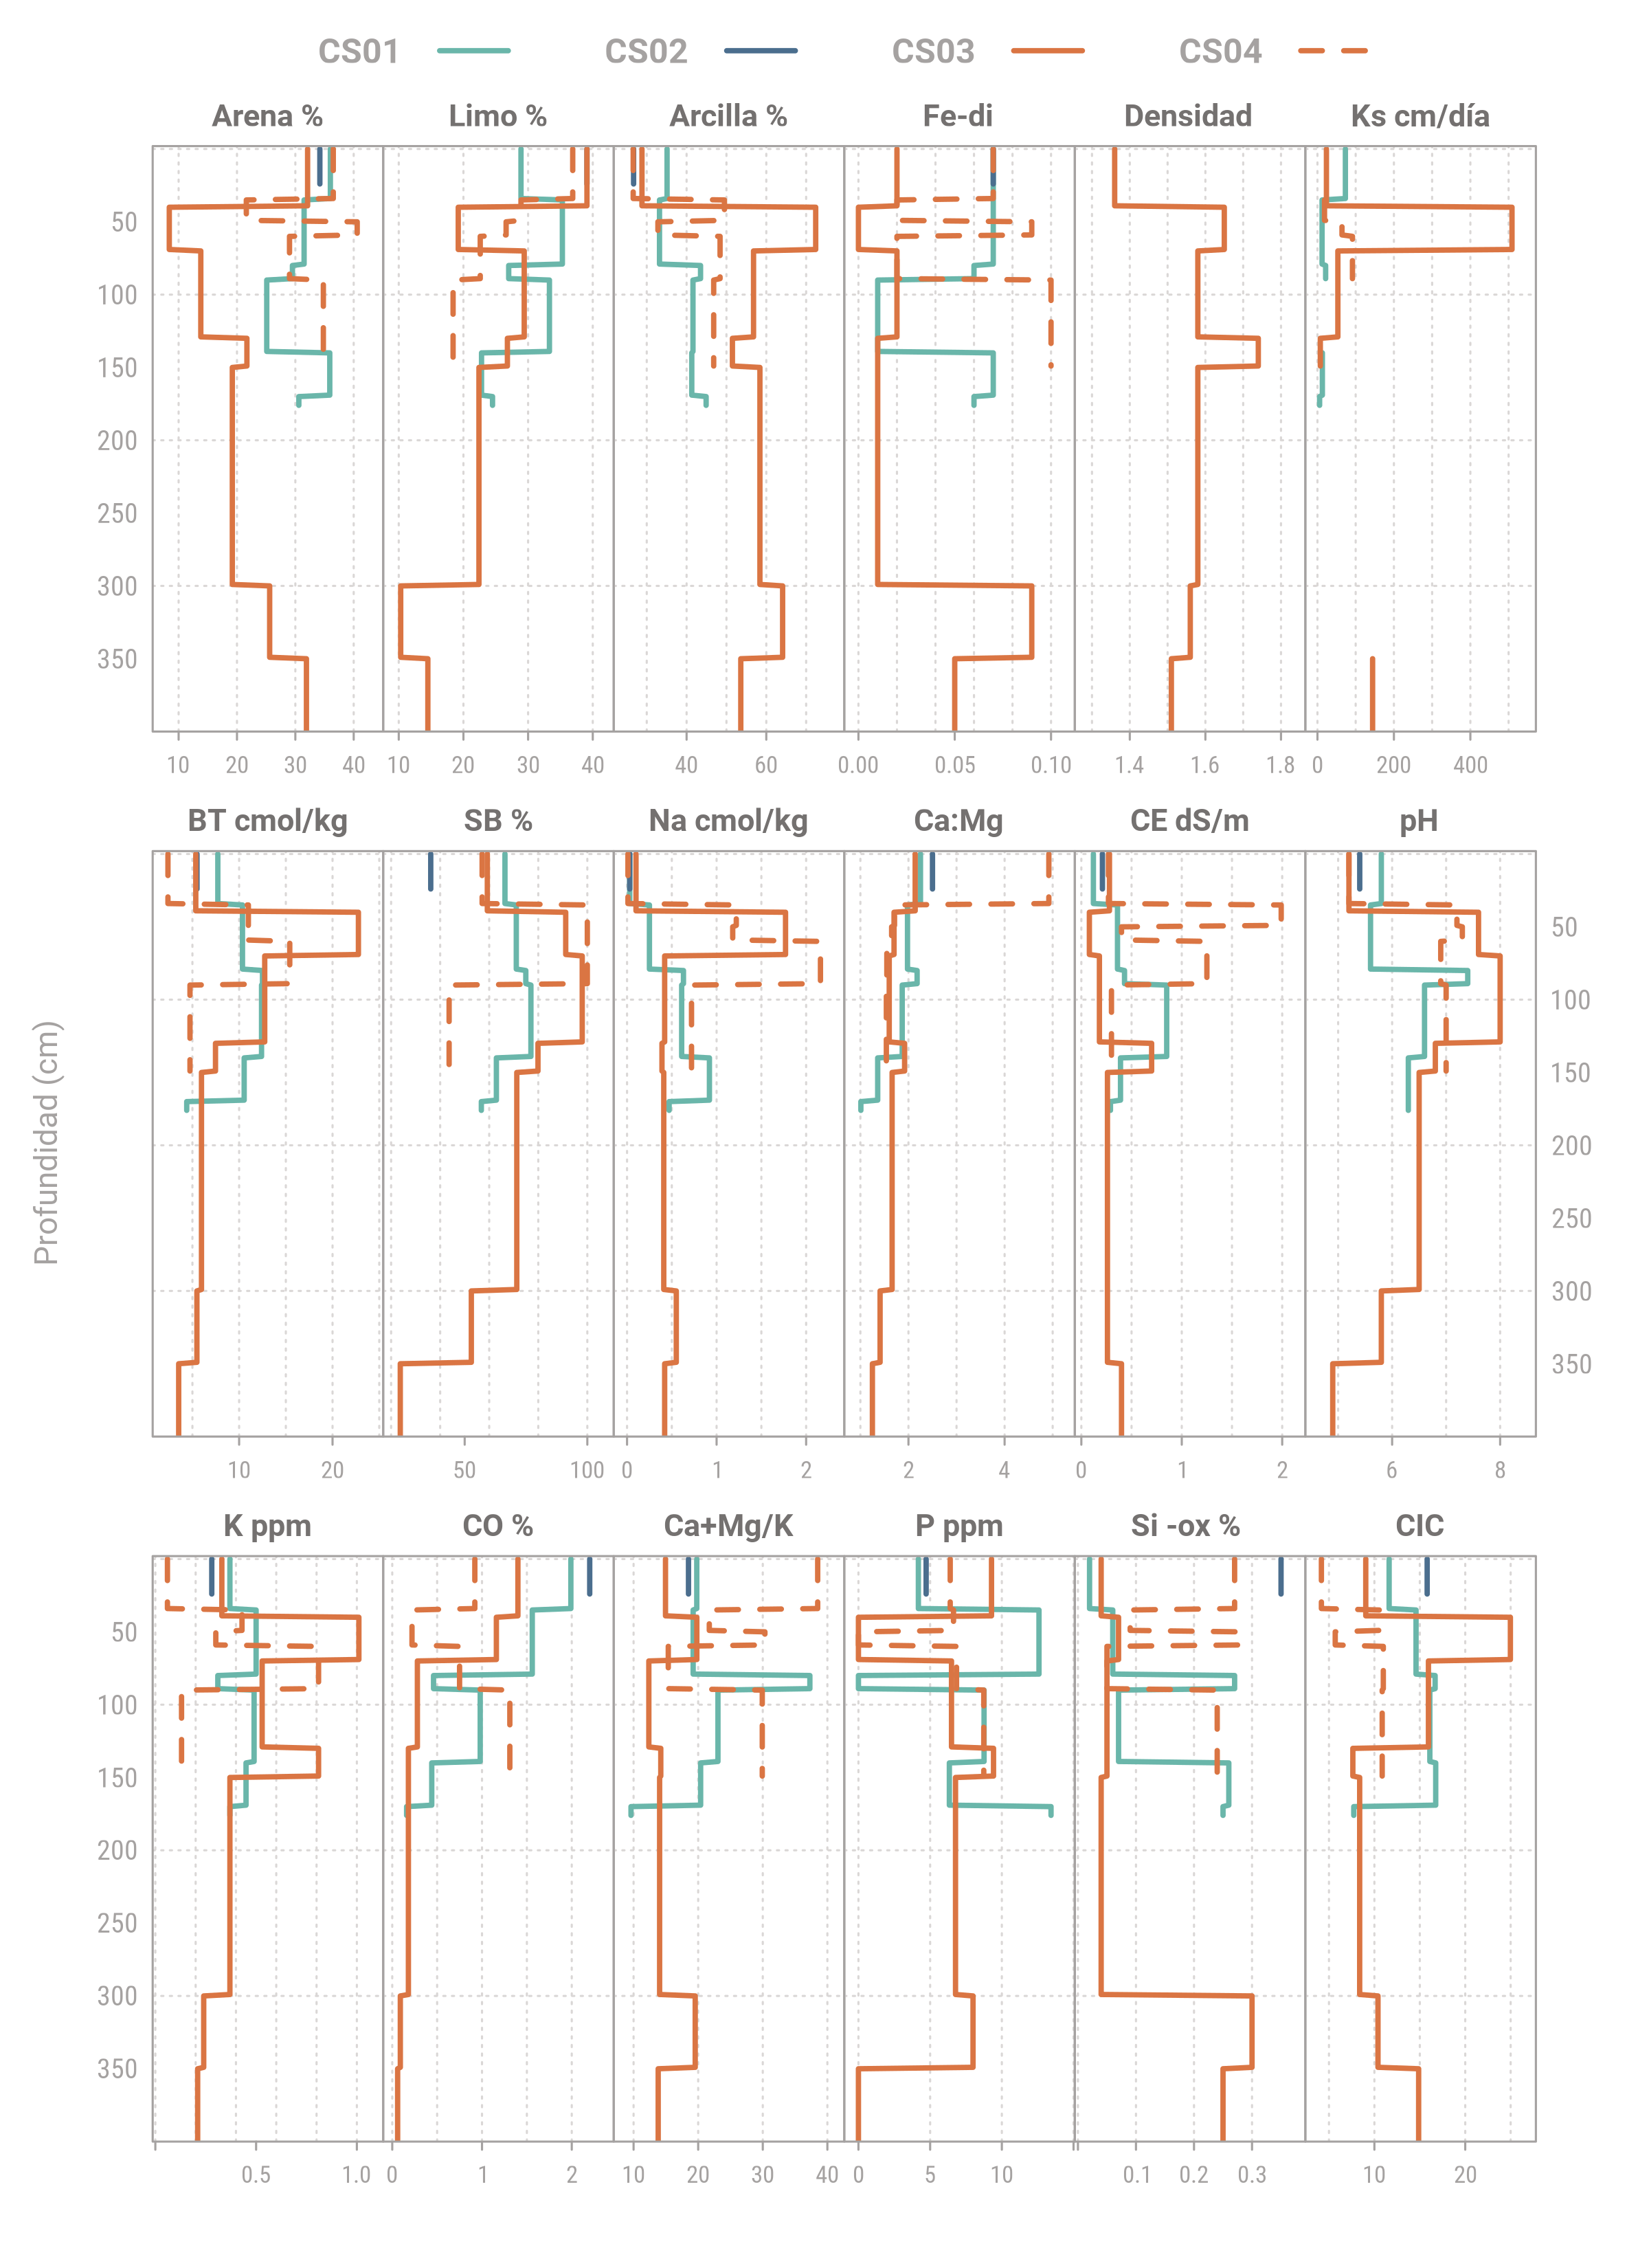 CS01 CS02 CS03 CS04
Arena % Limo % Arcilla % Fe-di Densidad Ks cm/día
50
100
150
200
250
300
350
10 20 30 40 10 20 30 40 40 60 0.00 0.05 0.10 1.4 1.6 1.8 0 200 400
BT cmol/kg SB % Na cmol/kg Ca:Mg CE dS/m pH
Profundidad (cm)
50
100
150
200
250
300
350
10 20 50 100 0 1 2 2 4 0 1 2 6 8
K ppm CO % Ca+Mg/K P ppm Si -ox % CIC
50
100
150
200
250
300
350
0.5 1.0 0 1 2 10 20 30 40 0 5 10 0.1 0.2 0.3 10 20